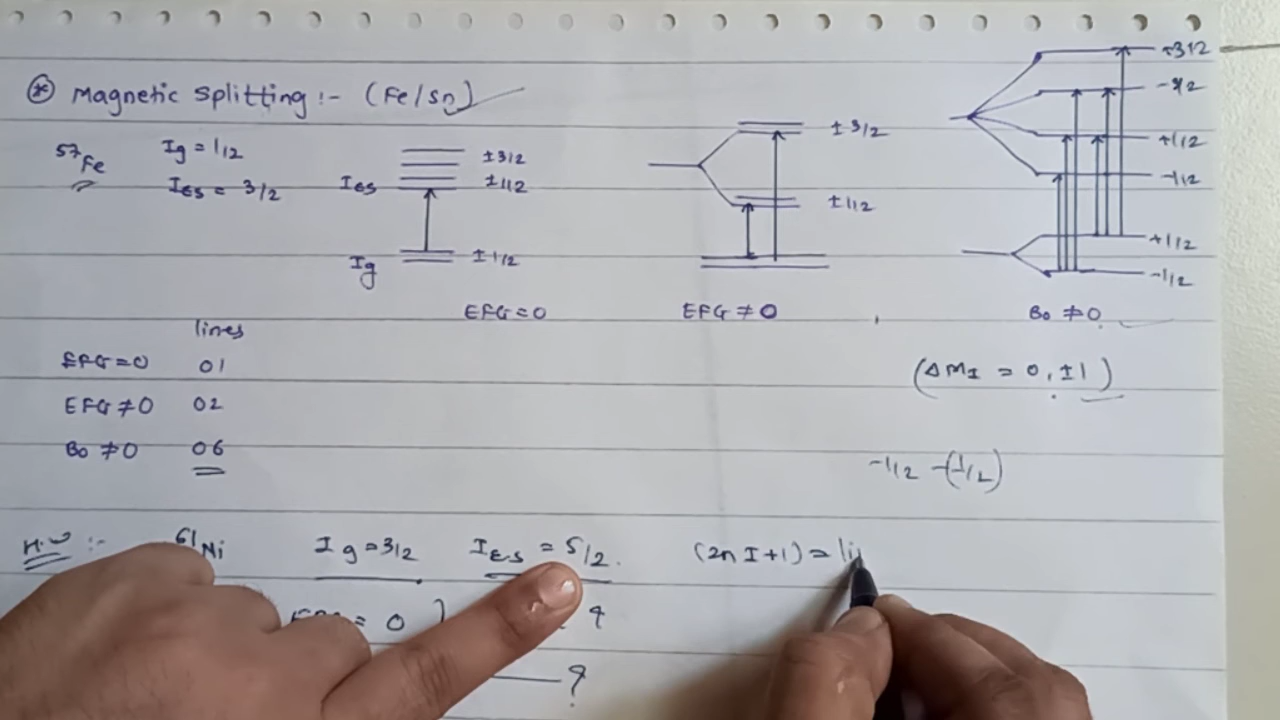 * Magnetic Splitting :- (Fe/Sn)
57Fe Ig = 1/2
IES = 3/2
IES ±3/2
±1/2
Ig ±1/2
EFG = 0
±3/2
±1/2
EFG ≠ 0
+3/2
+1/2
-1/2
+1/2
-1/2
B0 ≠ 0
lines
EFG = 0 01
EFG ≠ 0 02
B0 ≠ 0 06
(ΔMI = 0, ±1)
-1/2 -(1/2)
H.W :- 61Ni Ig = 3/2 IES = 5/2. (2nI+1) = li
= 0 ) ?
?